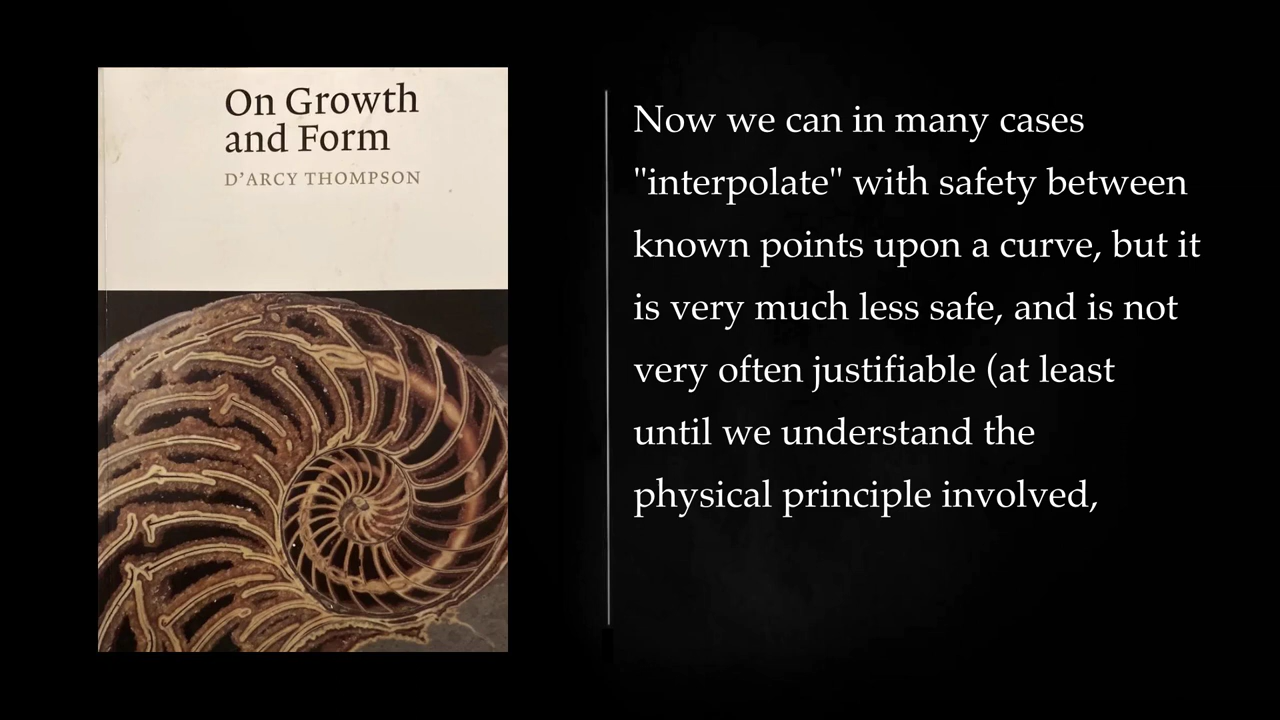 On Growth
and Form
D'ARCY THOMPSON
Now we can in many cases
"interpolate" with safety between
known points upon a curve, but it
is very much less safe, and is not
very often justifiable (at least
until we understand the
physical principle involved,